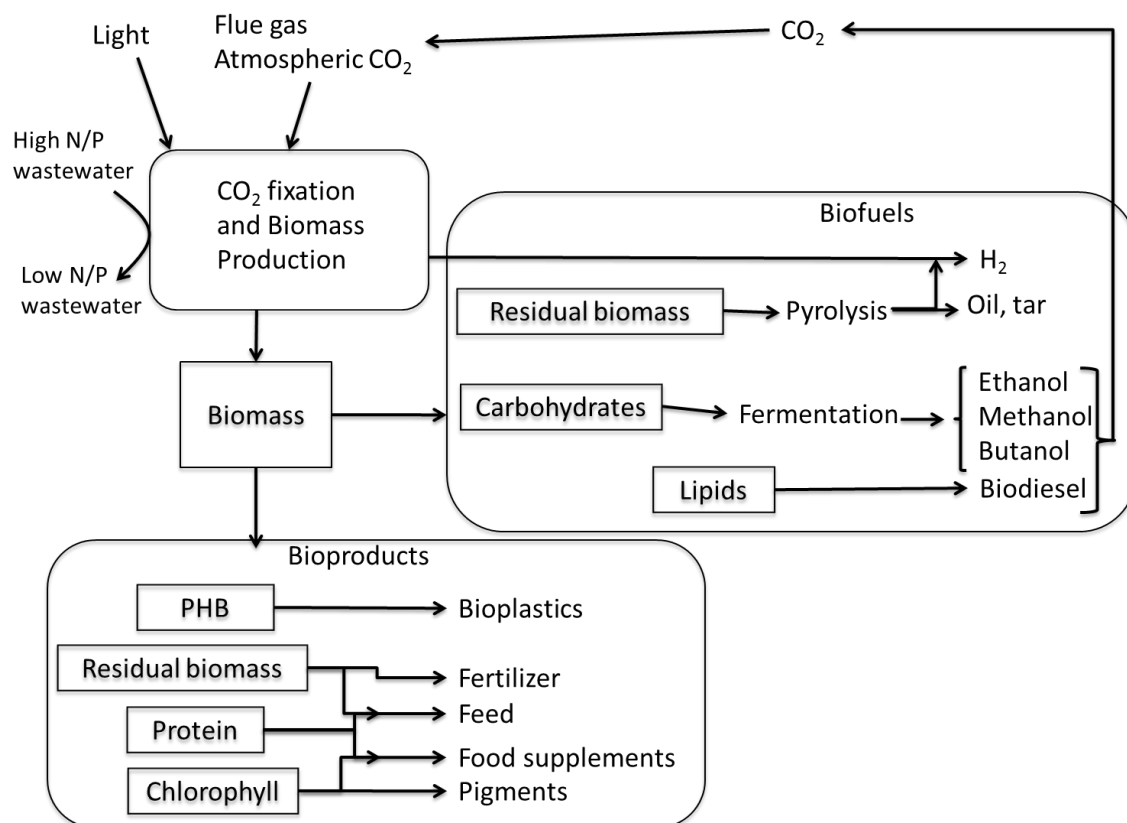 Light
Flue gas
Atmospheric CO₂
CO₂
High N/P
wastewater
CO₂ fixation
and Biomass
Production
Low N/P
wastewater
Biofuels
H₂
Residual biomass
Pyrolysis
Oil, tar
Biomass
Carbohydrates
Fermentation
Ethanol
Methanol
Butanol
Lipids
Biodiesel
Bioproducts
PHB
Bioplastics
Residual biomass
Fertilizer
Feed
Protein
Food supplements
Chlorophyll
Pigments